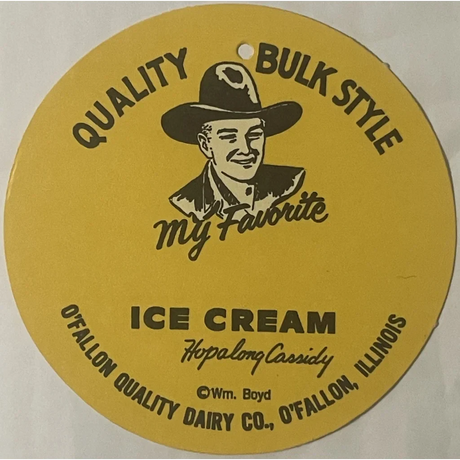 QUALITY BULK STYLE
My Favorite
ICE CREAM
Hopalong Cassidy
©Wm. Boyd
O'FALLON QUALITY DAIRY CO., O'FALLON, ILLINOIS